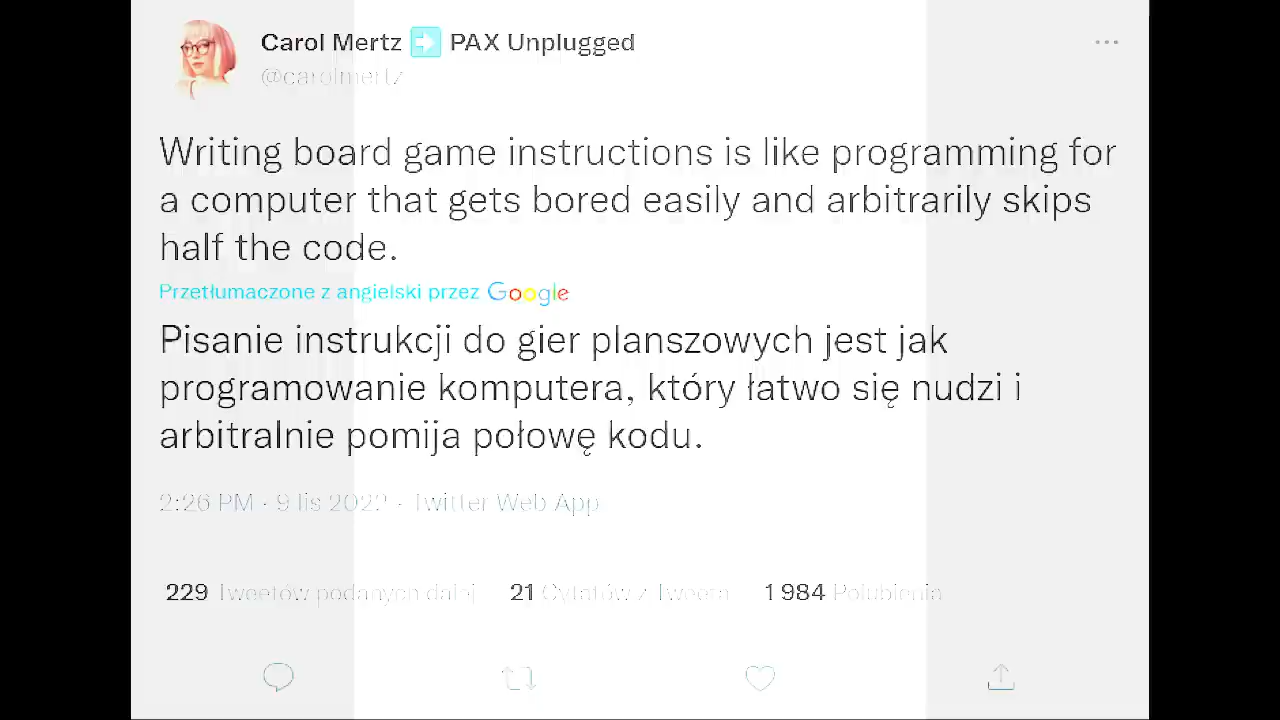 Carol Mertz ➡️ PAX Unplugged
@carolmertz
Writing board game instructions is like programming for
a computer that gets bored easily and arbitrarily skips
half the code.
Przetłumaczone z angielski przez Google
Pisanie instrukcji do gier planszowych jest jak
programowanie komputera, który łatwo się nudzi i
arbitralnie pomija połowę kodu.
2:26 PM · 9 lis 2022 · Twitter Web App
229 Tweetów podanych dalej 21 Cytatów z Tweeta 1 984 Polubienia